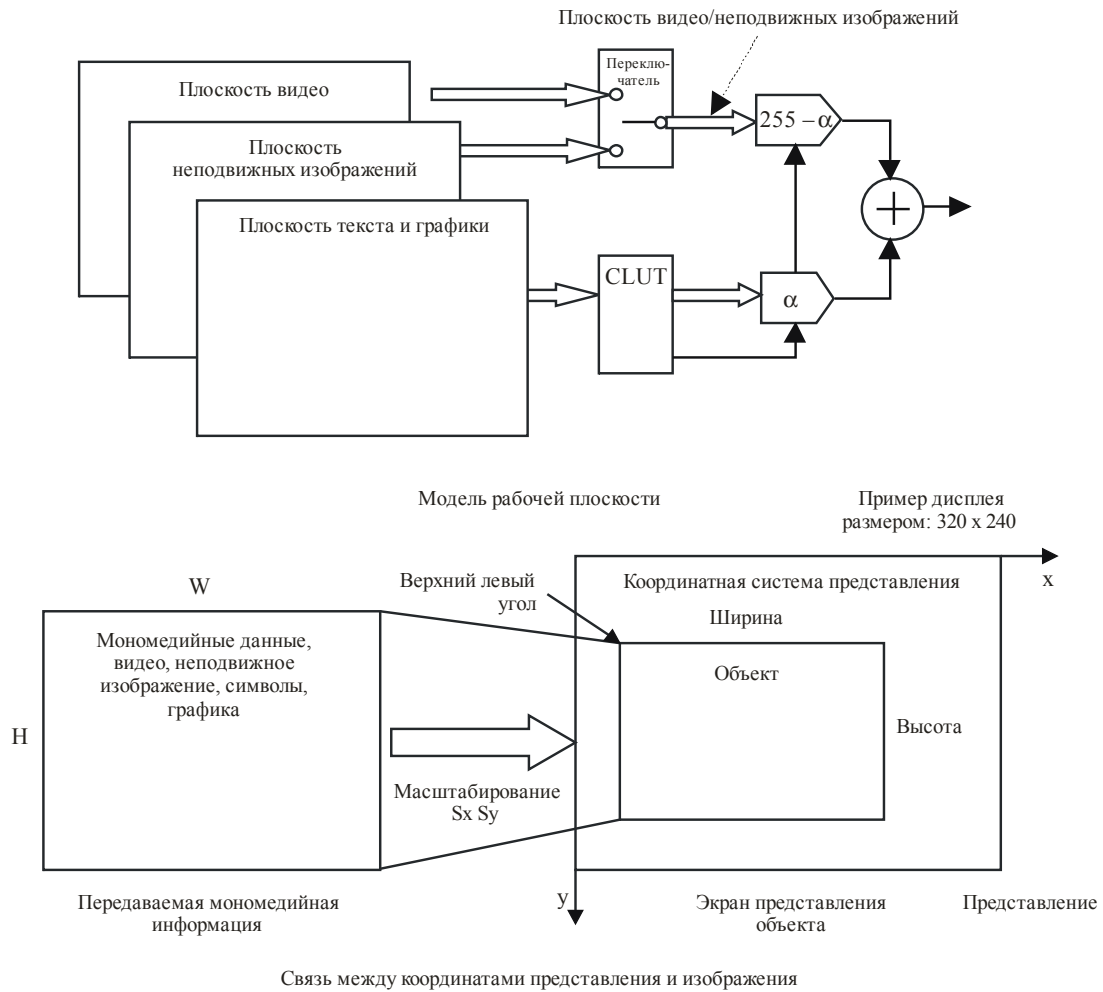 Плоскость видео/неподвижных изображений
Плоскость видео
Переклю-
чатель
255 – α
Плоскость
неподвижных изображений
Плоскость текста и графики
CLUT
α
Модель рабочей плоскости
Пример дисплея
размером: 320 x 240
W
Верхний левый
угол
Координатная система представления
x
Ширина
Мономедийные данные,
видео, неподвижное
изображение, символы,
графика
Объект
H
Высота
Масштабирование
Sx Sy
y
Передаваемая мономедийная
информация
Экран представления
объекта
Представление
Связь между координатами представления и изображения